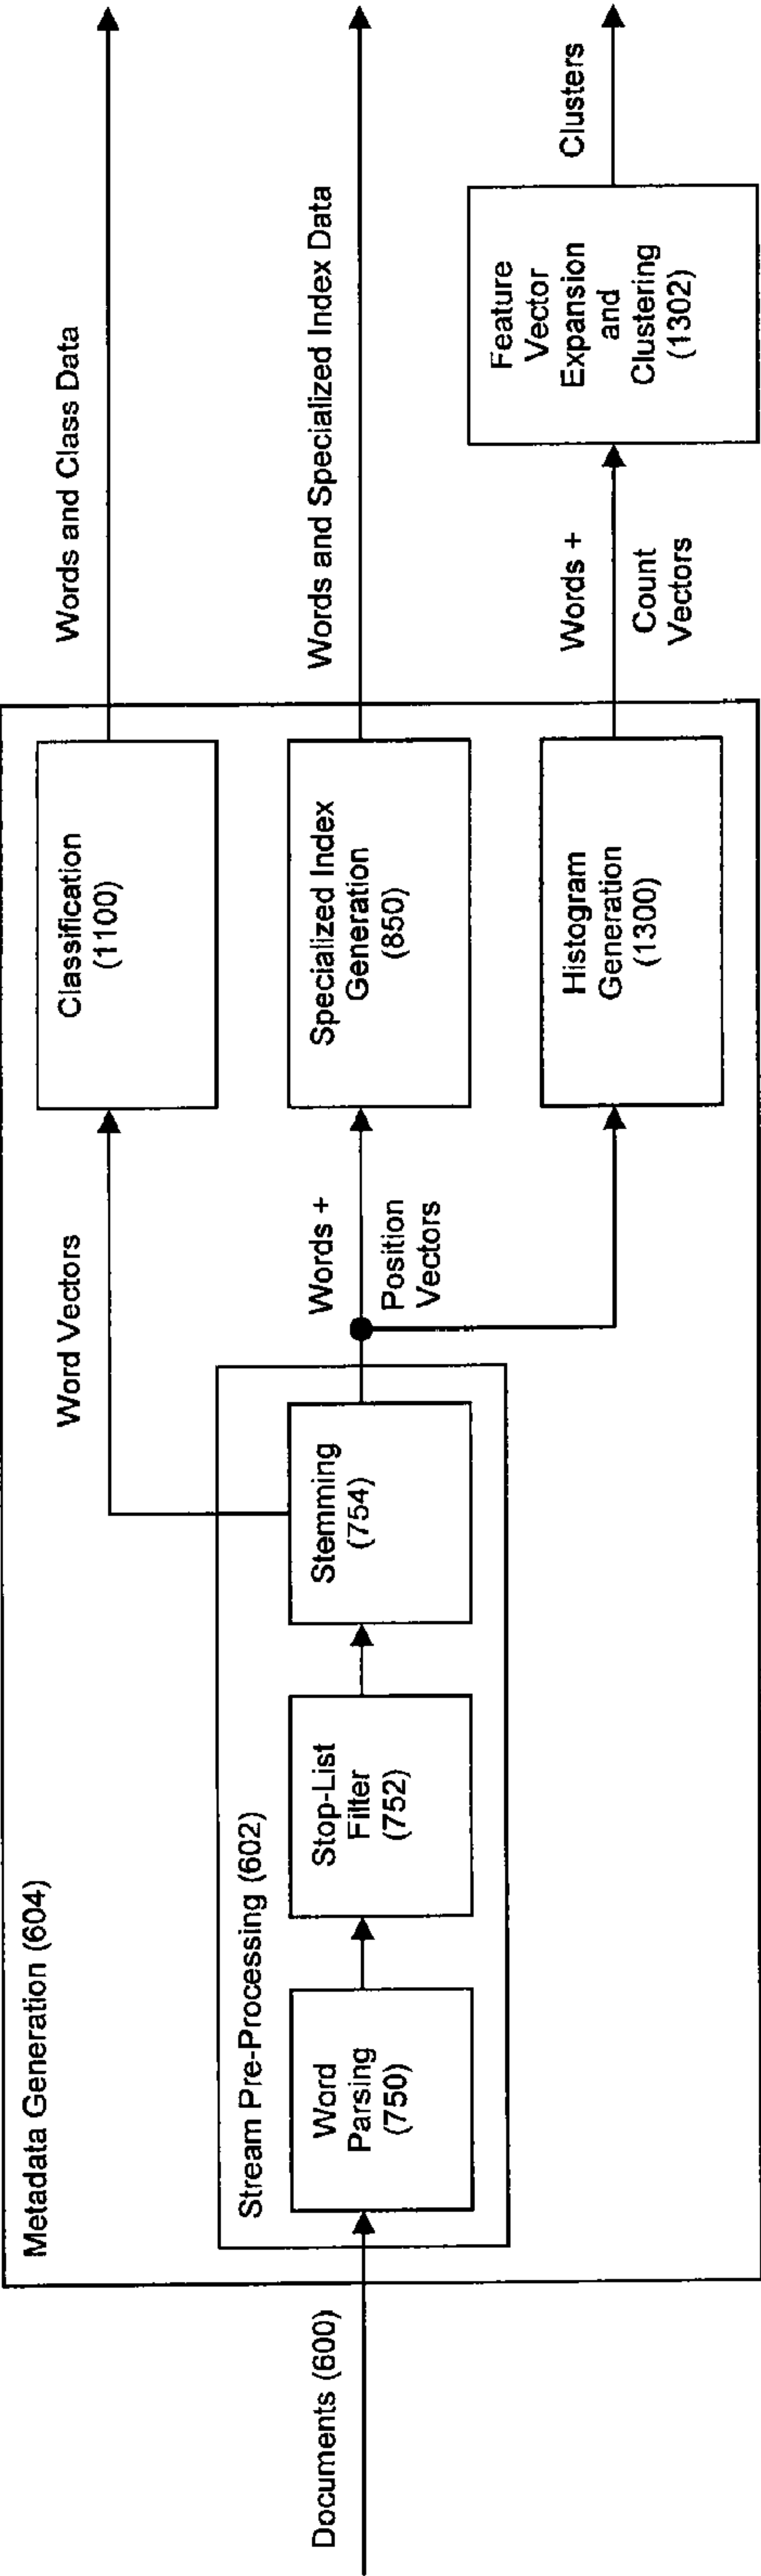 Metadata Generation (604)
Documents (600)
Stream Pre-Processing (602)
Word
Parsing
(750)
Stop-List
Filter
(752)
Stemming
(754)
Word Vectors
Words +
Position
Vectors
Classification
(1100)
Specialized Index
Generation
(850)
Histogram
Generation
(1300)
Words and Class Data
Words and Specialized Index Data
Words +
Count
Vectors
Feature
Vector
Expansion
and
Clustering
(1302)
Clusters